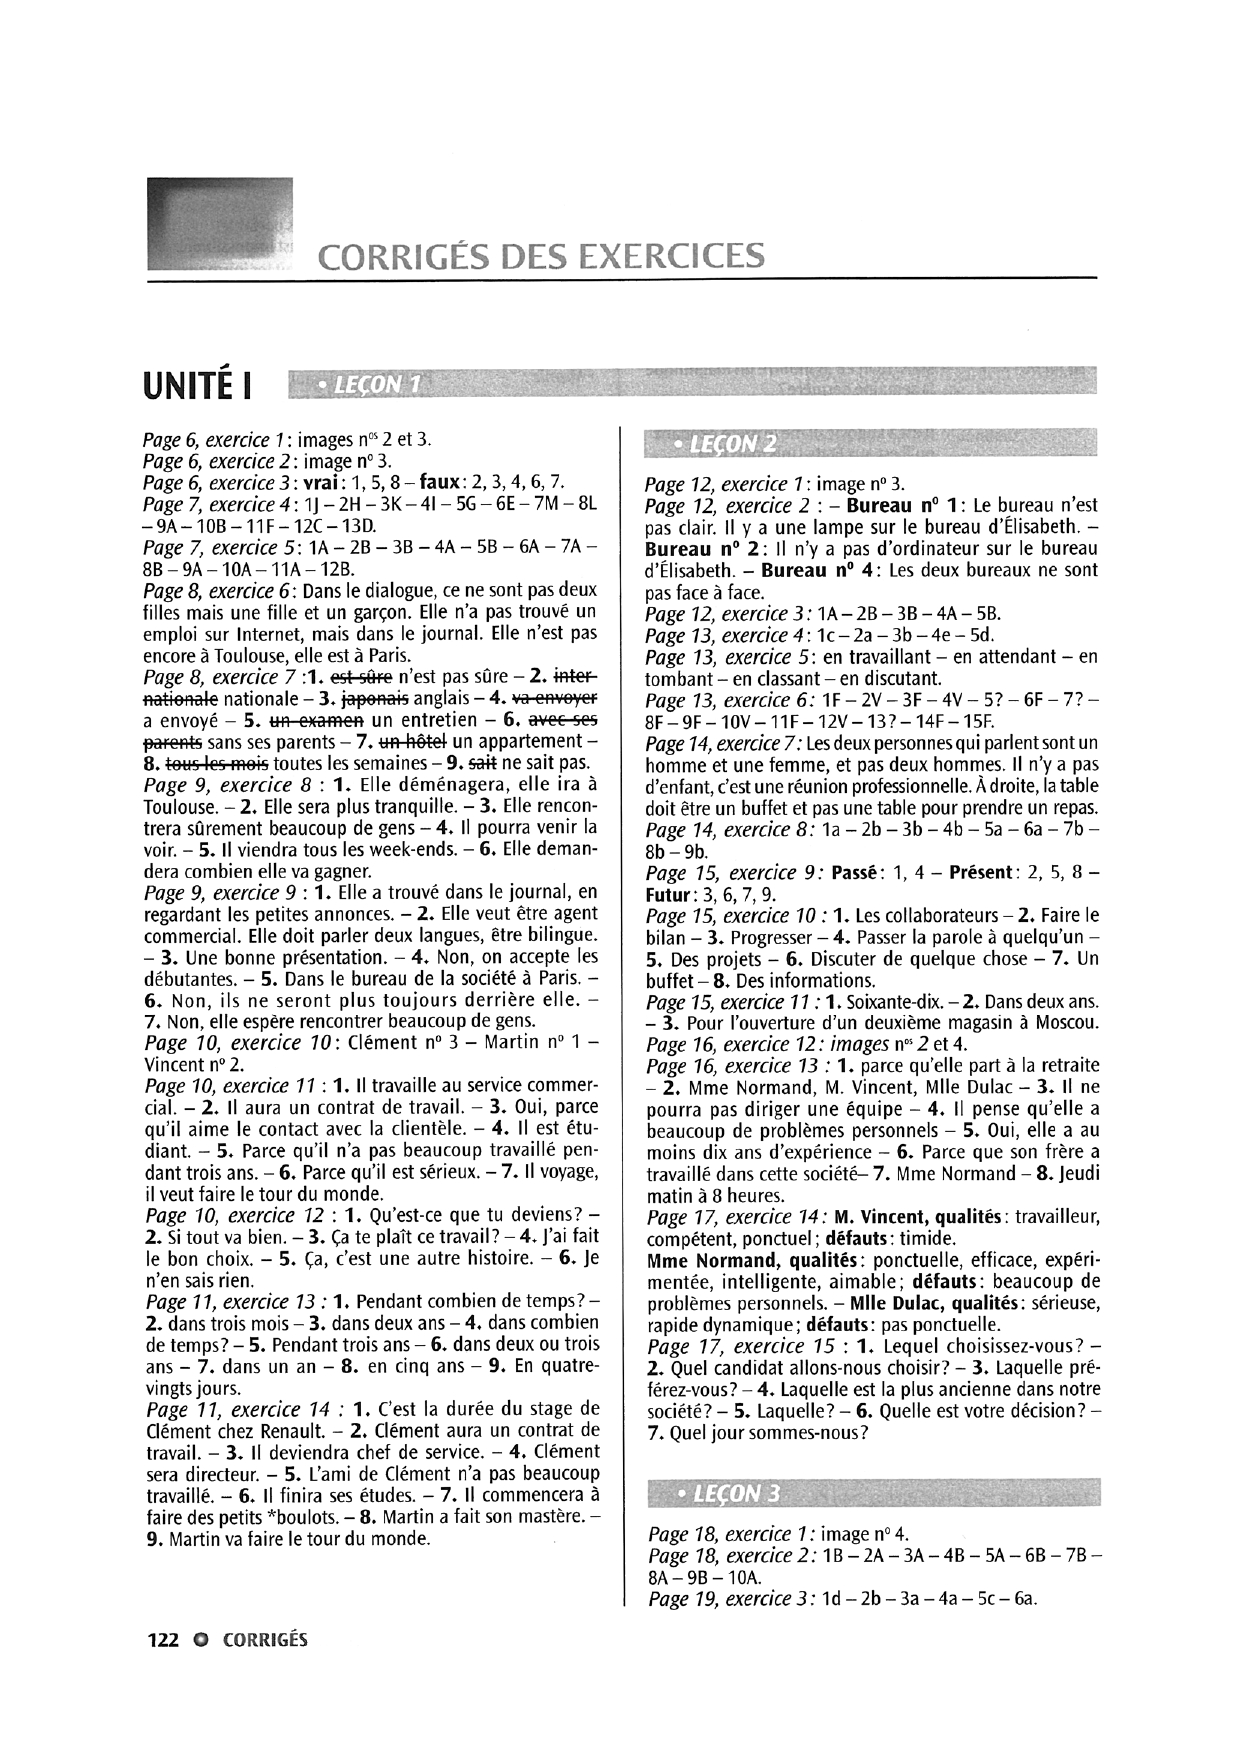 CORRIGÉS DES EXERCICES
UNITÉ I
• LEÇON 1
Page 6, exercice 1 : images nos 2 et 3.
Page 6, exercice 2 : image nº 3.
Page 6, exercice 3 : vrai : 1, 5, 8 – faux : 2, 3, 4, 6, 7.
Page 7, exercice 4 : 1J – 2H – 3K – 4I – 5G – 6E – 7M – 8L
– 9A – 10B – 11F – 12C – 13D.
Page 7, exercice 5 : 1A – 2B – 3B – 4A – 5B – 6A – 7A –
8B – 9A – 10A – 11A – 12B.
Page 8, exercice 6 : Dans le dialogue, ce ne sont pas deux
filles mais une fille et un garçon. Elle n'a pas trouvé un
emploi sur Internet, mais dans le journal. Elle n'est pas
encore à Toulouse, elle est à Paris.
Page 8, exercice 7 :1. est sûre n'est pas sûre – 2. inter-
nationale nationale – 3. japonais anglais – 4. va envoyer
a envoyé – 5. un examen un entretien – 6. avec ses
parents sans ses parents – 7. un hôtel un appartement –
8. tous les mois toutes les semaines – 9. sait ne sait pas.
Page 9, exercice 8 : 1. Elle déménagera, elle ira à
Toulouse. – 2. Elle sera plus tranquille. – 3. Elle rencon-
trera sûrement beaucoup de gens – 4. Il pourra venir la
voir. – 5. Il viendra tous les week-ends. – 6. Elle deman-
dera combien elle va gagner.
Page 9, exercice 9 : 1. Elle a trouvé dans le journal, en
regardant les petites annonces. – 2. Elle veut être agent
commercial. Elle doit parler deux langues, être bilingue.
– 3. Une bonne présentation. – 4. Non, on accepte les
débutantes. – 5. Dans le bureau de la société à Paris. –
6. Non, ils ne seront plus toujours derrière elle. –
7. Non, elle espère rencontrer beaucoup de gens.
Page 10, exercice 10 : Clément nº 3 – Martin nº 1 –
Vincent nº 2.
Page 10, exercice 11 : 1. Il travaille au service commer-
cial. – 2. Il aura un contrat de travail. – 3. Oui, parce
qu'il aime le contact avec la clientèle. – 4. Il est étu-
diant. – 5. Parce qu'il n'a pas beaucoup travaillé pen-
dant trois ans. – 6. Parce qu'il est sérieux. – 7. Il voyage,
il veut faire le tour du monde.
Page 10, exercice 12 : 1. Qu'est-ce que tu deviens? –
2. Si tout va bien. – 3. Ça te plaît ce travail? – 4. J'ai fait
le bon choix. – 5. Ça, c'est une autre histoire. – 6. Je
n'en sais rien.
Page 11, exercice 13 : 1. Pendant combien de temps? –
2. dans trois mois – 3. dans deux ans – 4. dans combien
de temps? – 5. Pendant trois ans – 6. dans deux ou trois
ans – 7. dans un an – 8. en cinq ans – 9. En quatre-
vingts jours.
Page 11, exercice 14 : 1. C'est la durée du stage de
Clément chez Renault. – 2. Clément aura un contrat de
travail. – 3. Il deviendra chef de service. – 4. Clément
sera directeur. – 5. L'ami de Clément n'a pas beaucoup
travaillé. – 6. Il finira ses études. – 7. Il commencera à
faire des petits *boulots. – 8. Martin a fait son mastère. –
9. Martin va faire le tour du monde.
• LEÇON 2
Page 12, exercice 1 : image nº 3.
Page 12, exercice 2 : – Bureau nº 1 : Le bureau n'est
pas clair. Il y a une lampe sur le bureau d'Élisabeth. –
Bureau nº 2 : Il n'y a pas d'ordinateur sur le bureau
d'Élisabeth. – Bureau nº 4 : Les deux bureaux ne sont
pas face à face.
Page 12, exercice 3 : 1A – 2B – 3B – 4A – 5B.
Page 13, exercice 4 : 1c – 2a – 3b – 4e – 5d.
Page 13, exercice 5 : en travaillant – en attendant – en
tombant – en classant – en discutant.
Page 13, exercice 6 : 1F – 2V – 3F – 4V – 5? – 6F – 7? –
8F – 9F – 10V – 11F – 12V – 13? – 14F – 15F.
Page 14, exercice 7 : Les deux personnes qui parlent sont un
homme et une femme, et pas deux hommes. Il n'y a pas
d'enfant, c'est une réunion professionnelle. À droite, la table
doit être un buffet et pas une table pour prendre un repas.
Page 14, exercice 8 : 1a – 2b – 3b – 4b – 5a – 6a – 7b –
8b – 9b.
Page 15, exercice 9 : Passé : 1, 4 – Présent : 2, 5, 8 –
Futur : 3, 6, 7, 9.
Page 15, exercice 10 : 1. Les collaborateurs – 2. Faire le
bilan – 3. Progresser – 4. Passer la parole à quelqu'un –
5. Des projets – 6. Discuter de quelque chose – 7. Un
buffet – 8. Des informations.
Page 15, exercice 11 : 1. Soixante-dix. – 2. Dans deux ans.
– 3. Pour l'ouverture d'un deuxième magasin à Moscou.
Page 16, exercice 12 : images nos 2 et 4.
Page 16, exercice 13 : 1. parce qu'elle part à la retraite
– 2. Mme Normand, M. Vincent, Mlle Dulac – 3. Il ne
pourra pas diriger une équipe – 4. Il pense qu'elle a
beaucoup de problèmes personnels – 5. Oui, elle a au
moins dix ans d'expérience – 6. Parce que son frère a
travaillé dans cette société– 7. Mme Normand – 8. Jeudi
matin à 8 heures.
Page 17, exercice 14 : M. Vincent, qualités : travailleur,
compétent, ponctuel ; défauts : timide.
Mme Normand, qualités : ponctuelle, efficace, expéri-
mentée, intelligente, aimable ; défauts : beaucoup de
problèmes personnels. – Mlle Dulac, qualités : sérieuse,
rapide dynamique ; défauts : pas ponctuelle.
Page 17, exercice 15 : 1. Lequel choisissez-vous? –
2. Quel candidat allons-nous choisir? – 3. Laquelle pré-
férez-vous? – 4. Laquelle est la plus ancienne dans notre
société? – 5. Laquelle? – 6. Quelle est votre décision? –
7. Quel jour sommes-nous?
• LEÇON 3
Page 18, exercice 1 : image nº 4.
Page 18, exercice 2 : 1B – 2A – 3A – 4B – 5A – 6B – 7B –
8A – 9B – 10A.
Page 19, exercice 3 : 1d – 2b – 3a – 4a – 5c – 6a.
122 CORRIGÉS